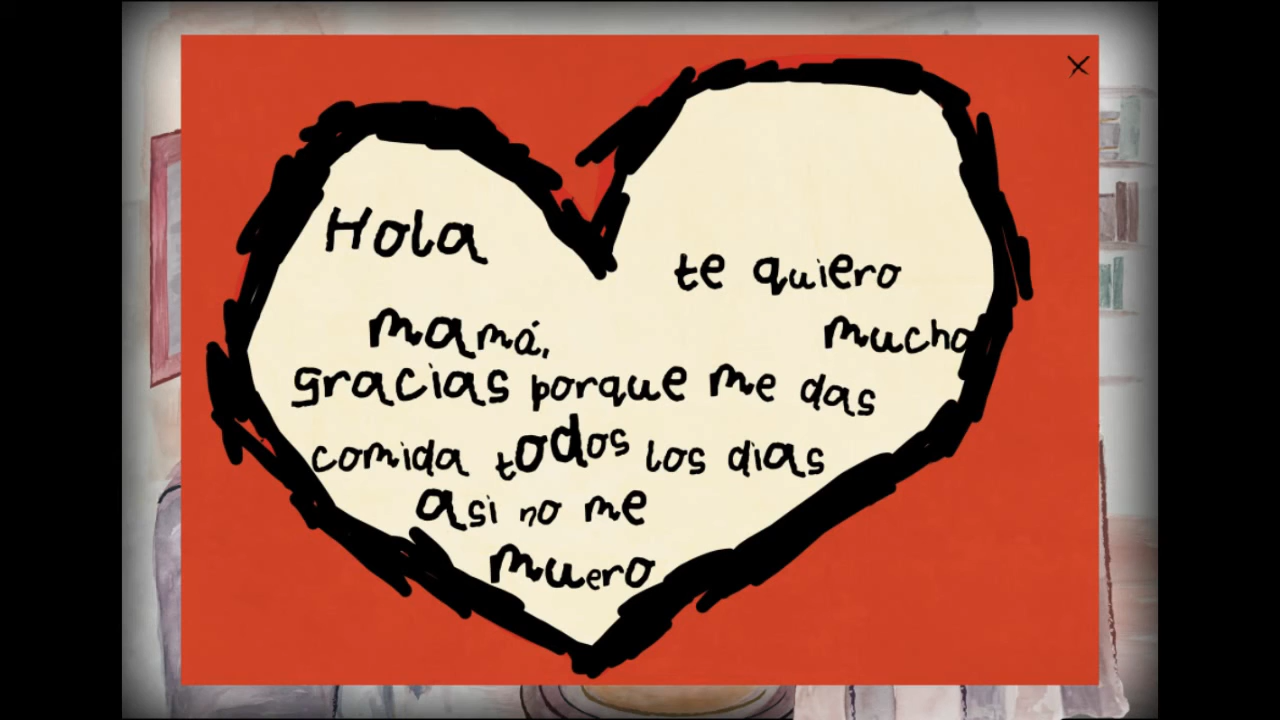 Hola
mamá,
te quiero
mucho
gracias porque me das
comida todos los dias
asi no me
muero